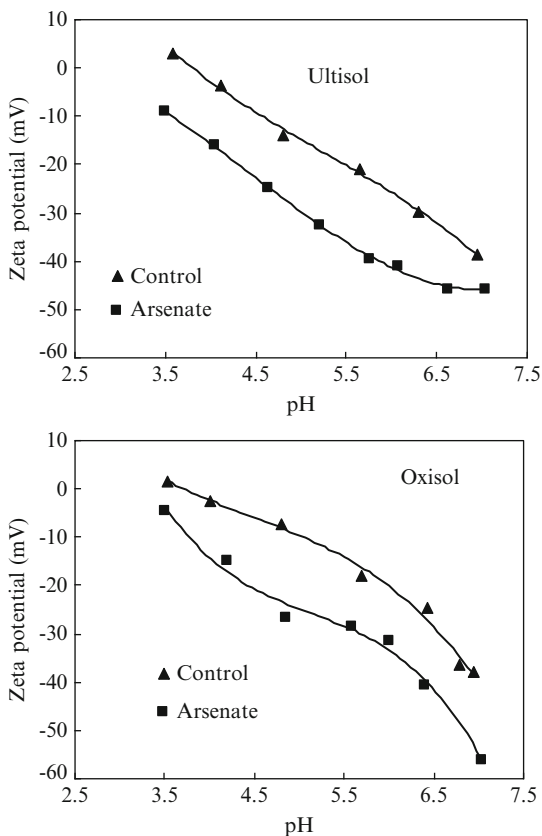 10
0
-10
-20
-30
-40
-50
-60
Zeta potential (mV)
Ultisol
Control
Arsenate
2.5 3.5 4.5 5.5 6.5 7.5
pH
10
0
-10
-20
-30
-40
-50
-60
Zeta potential (mV)
Oxisol
Control
Arsenate
2.5 3.5 4.5 5.5 6.5 7.5
pH